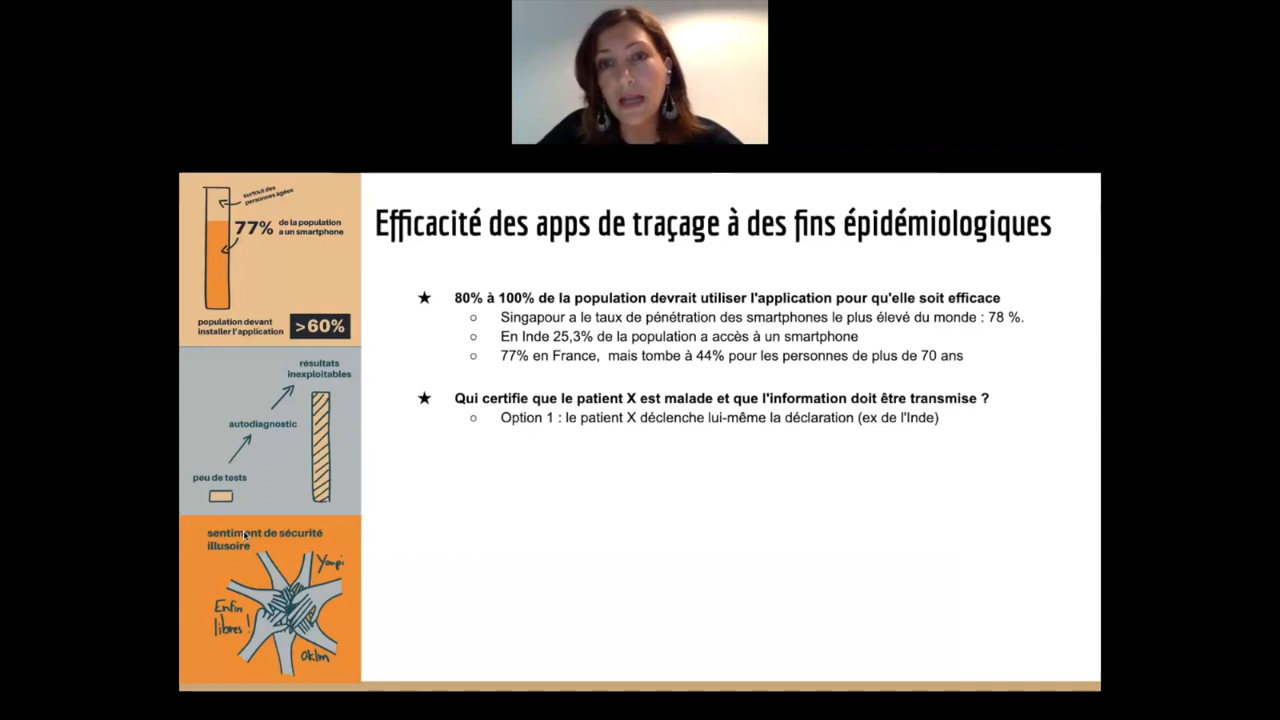 surtout des
personnes âgées
77%
de la population
a un smartphone
population devant
installer l'application
>60%
résultats
inexploitables
autodiagnostic
peu de tests
sentiment de sécurité
illusoire
Youpi
Enfin
libres !
oklm
Efficacité des apps de traçage à des fins épidémiologiques
★ 80% à 100% de la population devrait utiliser l'application pour qu'elle soit efficace
○ Singapour a le taux de pénétration des smartphones le plus élevé du monde : 78 %.
○ En Inde 25,3% de la population a accès à un smartphone
○ 77% en France, mais tombe à 44% pour les personnes de plus de 70 ans
★ Qui certifie que le patient X est malade et que l'information doit être transmise ?
○ Option 1 : le patient X déclenche lui-même la déclaration (ex de l'Inde)